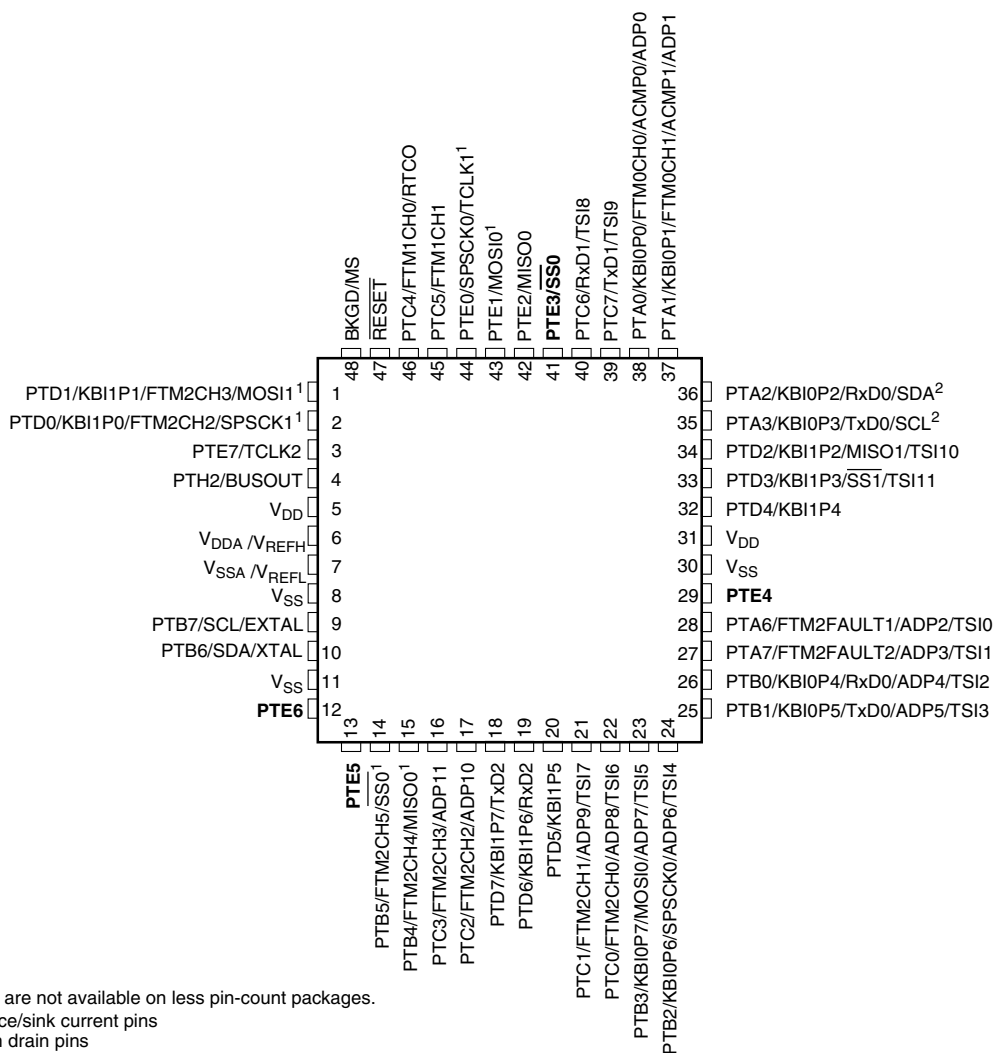 BKGD/MS
RESET
PTC4/FTM1CH0/RTCO
PTC5/FTM1CH1
PTE0/SPSCK0/TCLK1¹
PTE1/MOSI0¹
PTE2/MISO0
PTE3/SS0
PTC6/RxD1/TSI8
PTC7/TxD1/TSI9
PTA0/KBI0P0/FTM0CH0/ACMP0/ADP0
PTA1/KBI0P1/FTM0CH1/ACMP1/ADP1
48 47 46 45 44 43 42 41 40 39 38 37
PTD1/KBI1P1/FTM2CH3/MOSI1¹ 1
PTD0/KBI1P0/FTM2CH2/SPSCK1¹ 2
PTE7/TCLK2 3
PTH2/BUSOUT 4
VDD 5
VDDA /VREFH 6
VSSA /VREFL 7
VSS 8
PTB7/SCL/EXTAL 9
PTB6/SDA/XTAL 10
VSS 11
PTE6 12
36 PTA2/KBI0P2/RxD0/SDA²
35 PTA3/KBI0P3/TxD0/SCL²
34 PTD2/KBI1P2/MISO1/TSI10
33 PTD3/KBI1P3/SS1/TSI11
32 PTD4/KBI1P4
31 VDD
30 VSS
29 PTE4
28 PTA6/FTM2FAULT1/ADP2/TSI0
27 PTA7/FTM2FAULT2/ADP3/TSI1
26 PTB0/KBI0P4/RxD0/ADP4/TSI2
25 PTB1/KBI0P5/TxD0/ADP5/TSI3
13 14 15 16 17 18 19 20 21 22 23 24
PTE5
PTB5/FTM2CH5/SS0¹
PTB4/FTM2CH4/MISO0¹
PTC3/FTM2CH3/ADP11
PTC2/FTM2CH2/ADP10
PTD7/KBI1P7/TxD2
PTD6/KBI1P6/RxD2
PTD5/KBI1P5
PTC1/FTM2CH1/ADP9/TSI7
PTC0/FTM2CH0/ADP8/TSI6
PTB3/KBI0P7/MOSI0/ADP7/TSI5
PTB2/KBI0P6/SPSCK0/ADP6/TSI4
are not available on less pin-count packages.
ce/sink current pins
drain pins